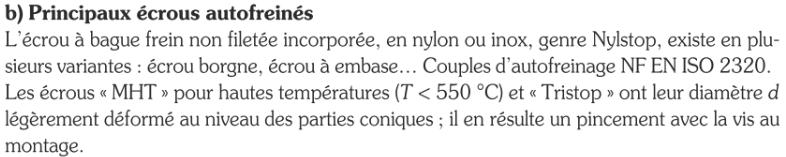 b) Principaux écrous autofreinés
L'écrou à bague frein non filetée incorporée, en nylon ou inox, genre Nylstop, existe en plu-
sieurs variantes : écrou borgne, écrou à embase… Couples d'autofreinage NF EN ISO 2320.
Les écrous « MHT » pour hautes températures (T < 550 °C) et « Tristop » ont leur diamètre d
légèrement déformé au niveau des parties coniques ; il en résulte un pincement avec la vis au
montage.